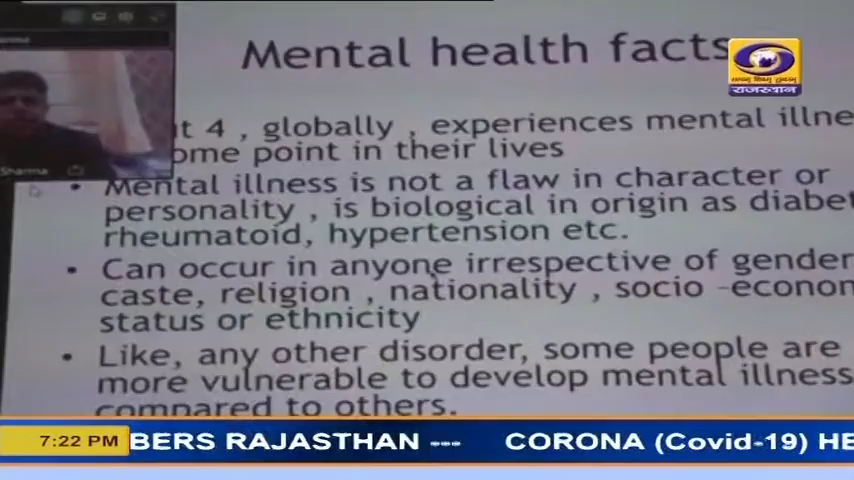 Mental health facts
राजस्थान
t 4 , globally , experiences mental illne
ome point in their lives
Sharma
• Mental illness is not a flaw in character or
personality , is biological in origin as diabet
rheumatoid, hypertension etc.
• Can occur in anyone irrespective of gender
caste, religion , nationality , socio -econom
status or ethnicity
• Like, any other disorder, some people are
more vulnerable to develop mental illness
compared to others.
7:22 PM BERS RAJASTHAN --- CORONA (Covid-19) HE